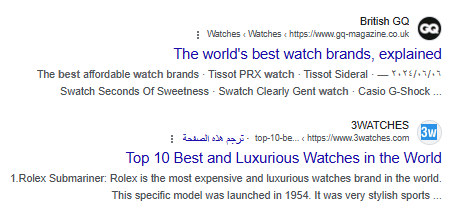 British GQ
GQ
Watches ‹ Watches ‹ https://www.gq-magazine.co.uk
The world's best watch brands, explained
The best affordable watch brands · Tissot PRX watch · Tissot Sideral · — ٢٠٢٤/٠٦/٠٦
Swatch Seconds Of Sweetness · Swatch Clearly Gent watch · Casio G-Shock ...
3WATCHES
3W
ترجم هذه الصفحة · top-10-be... ‹ https://www.3watches.com
Top 10 Best and Luxurious Watches in the World
1.Rolex Submariner: Rolex is the most expensive and luxurious watches brand in the world.
This specific model was launched in 1954. It was very stylish sports ...